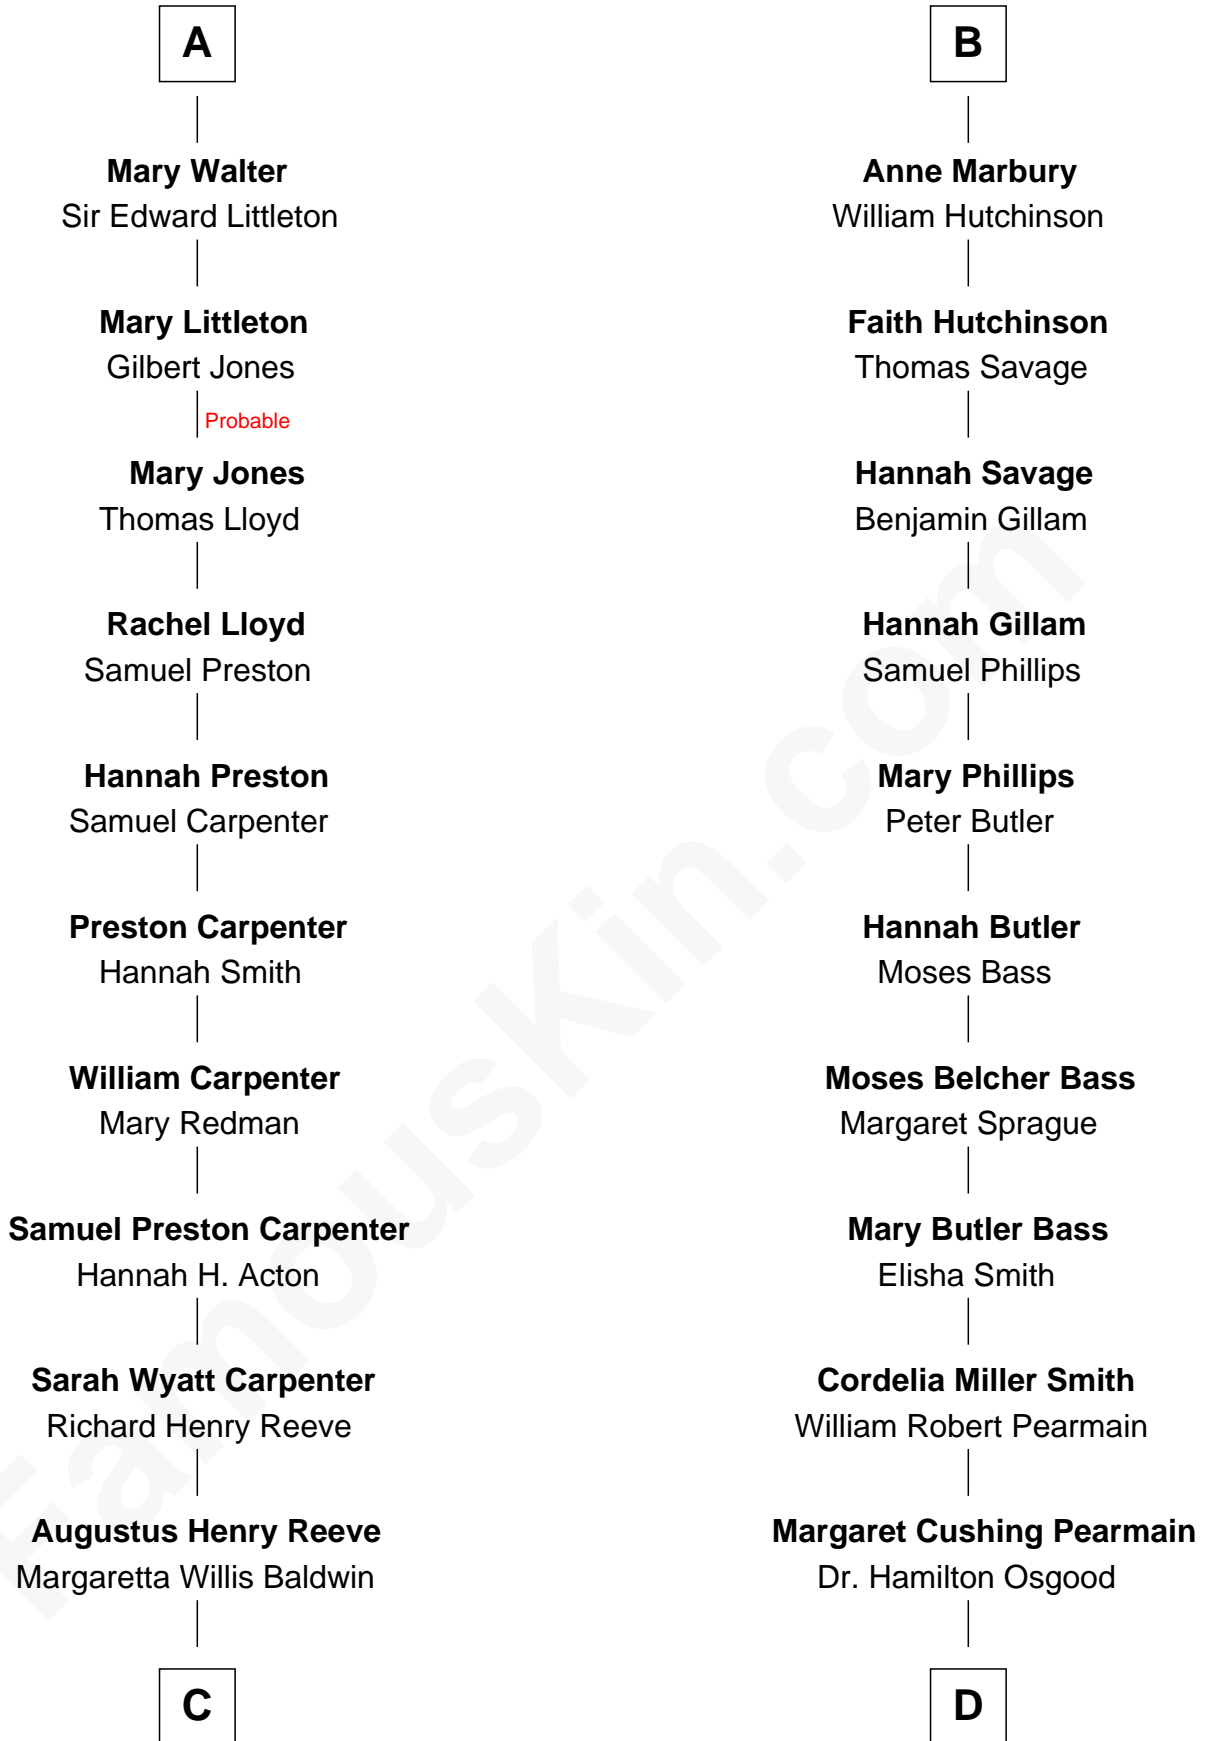 A
Mary Walter
Sir Edward Littleton
Mary Littleton
Gilbert Jones
Probable
Mary Jones
Thomas Lloyd
Rachel Lloyd
Samuel Preston
Hannah Preston
Samuel Carpenter
Preston Carpenter
Hannah Smith
William Carpenter
Mary Redman
Samuel Preston Carpenter
Hannah H. Acton
Sarah Wyatt Carpenter
Richard Henry Reeve
Augustus Henry Reeve
Margaretta Willis Baldwin
C
B
Anne Marbury
William Hutchinson
Faith Hutchinson
Thomas Savage
Hannah Savage
Benjamin Gillam
Hannah Gillam
Samuel Phillips
Mary Phillips
Peter Butler
Hannah Butler
Moses Bass
Moses Belcher Bass
Margaret Sprague
Mary Butler Bass
Elisha Smith
Cordelia Miller Smith
William Robert Pearmain
Margaret Cushing Pearmain
Dr. Hamilton Osgood
D
FamousKin.com